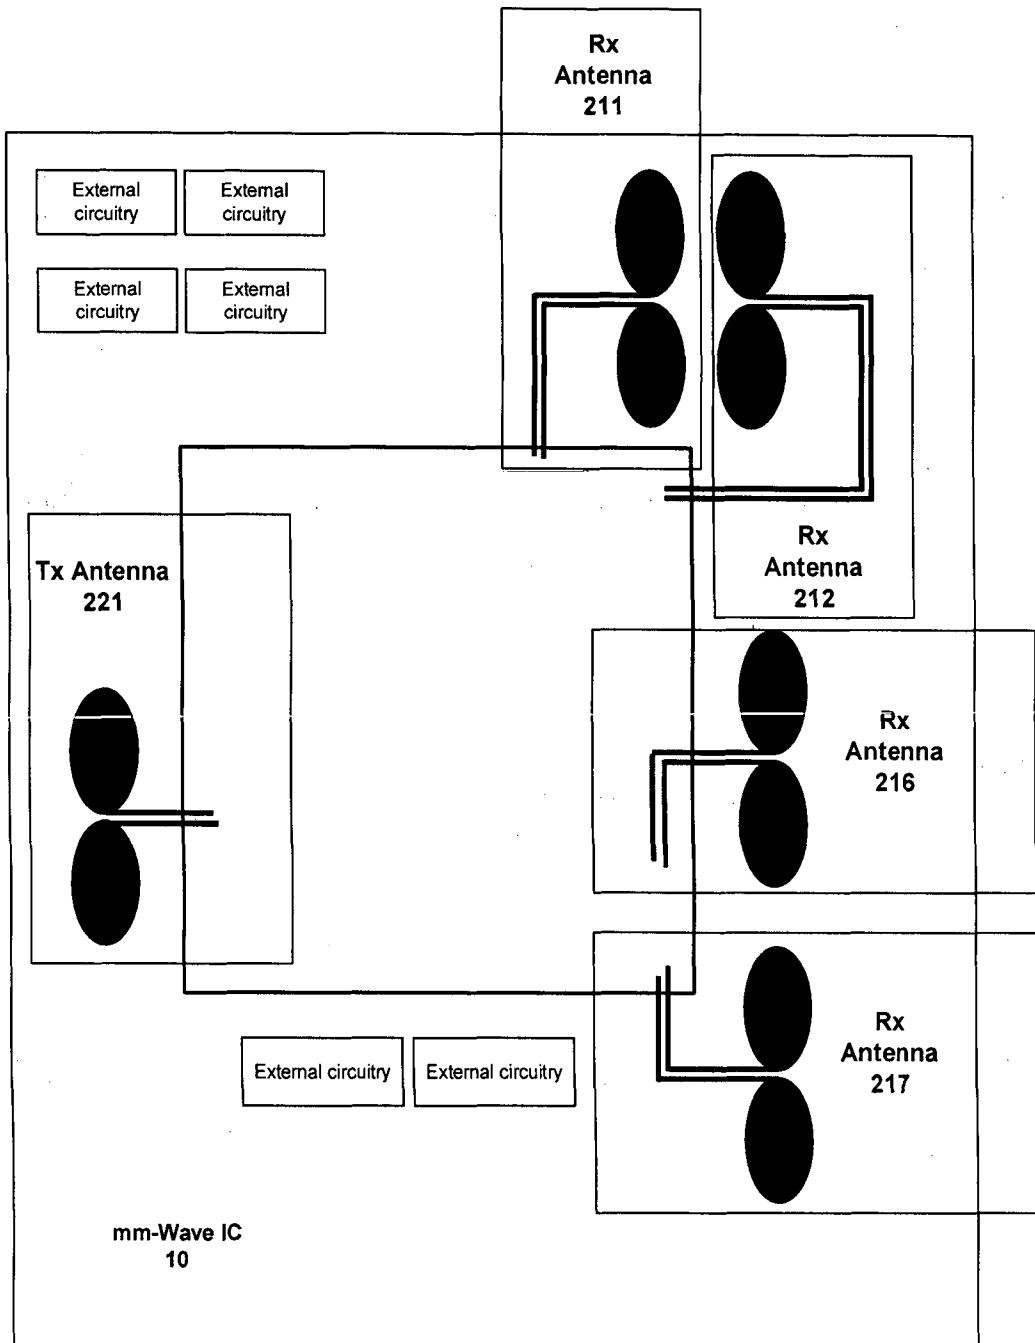 Rx
Antenna
211
External
circuitry
External
circuitry
External
circuitry
External
circuitry
Rx
Antenna
212
Tx Antenna
221
Rx
Antenna
216
Rx
Antenna
217
External circuitry
External circuitry
mm-Wave IC
10